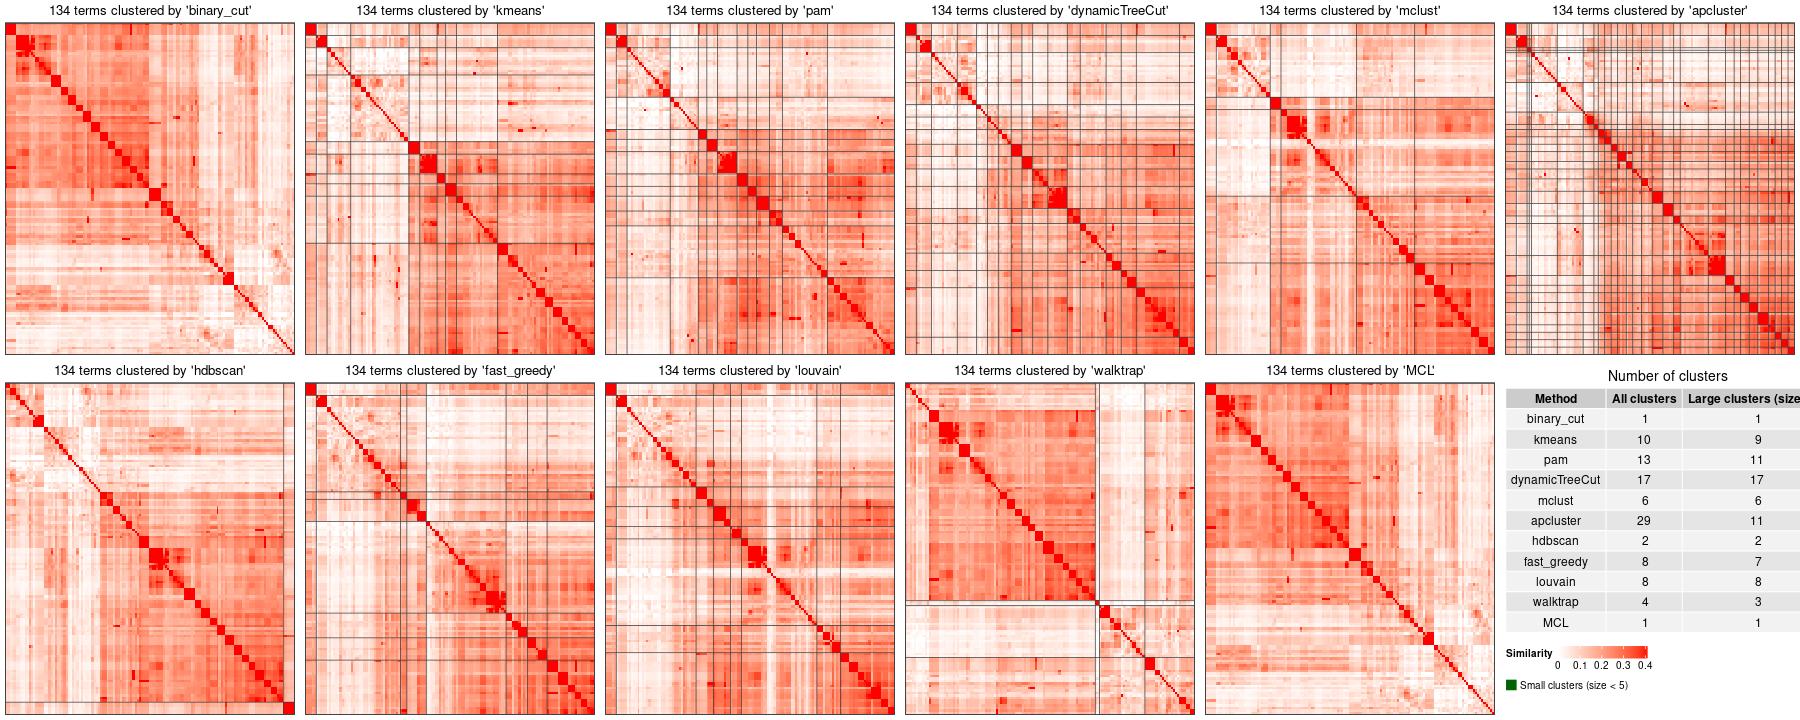 134 terms clustered by 'binary_cut'
134 terms clustered by 'kmeans'
134 terms clustered by 'pam'
134 terms clustered by 'dynamicTreeCut'
134 terms clustered by 'mclust'
134 terms clustered by 'apcluster'
134 terms clustered by 'hdbscan'
134 terms clustered by 'fast_greedy'
134 terms clustered by 'louvain'
134 terms clustered by 'walktrap'
134 terms clustered by 'MCL'
Number of clusters
Method All clusters Large clusters (size
binary_cut 1 1
kmeans 10 9
pam 13 11
dynamicTreeCut 17 17
mclust 6 6
apcluster 29 11
hdbscan 2 2
fast_greedy 8 7
louvain 8 8
walktrap 4 3
MCL 1 1
Similarity
0 0.1 0.2 0.3 0.4
Small clusters (size < 5)